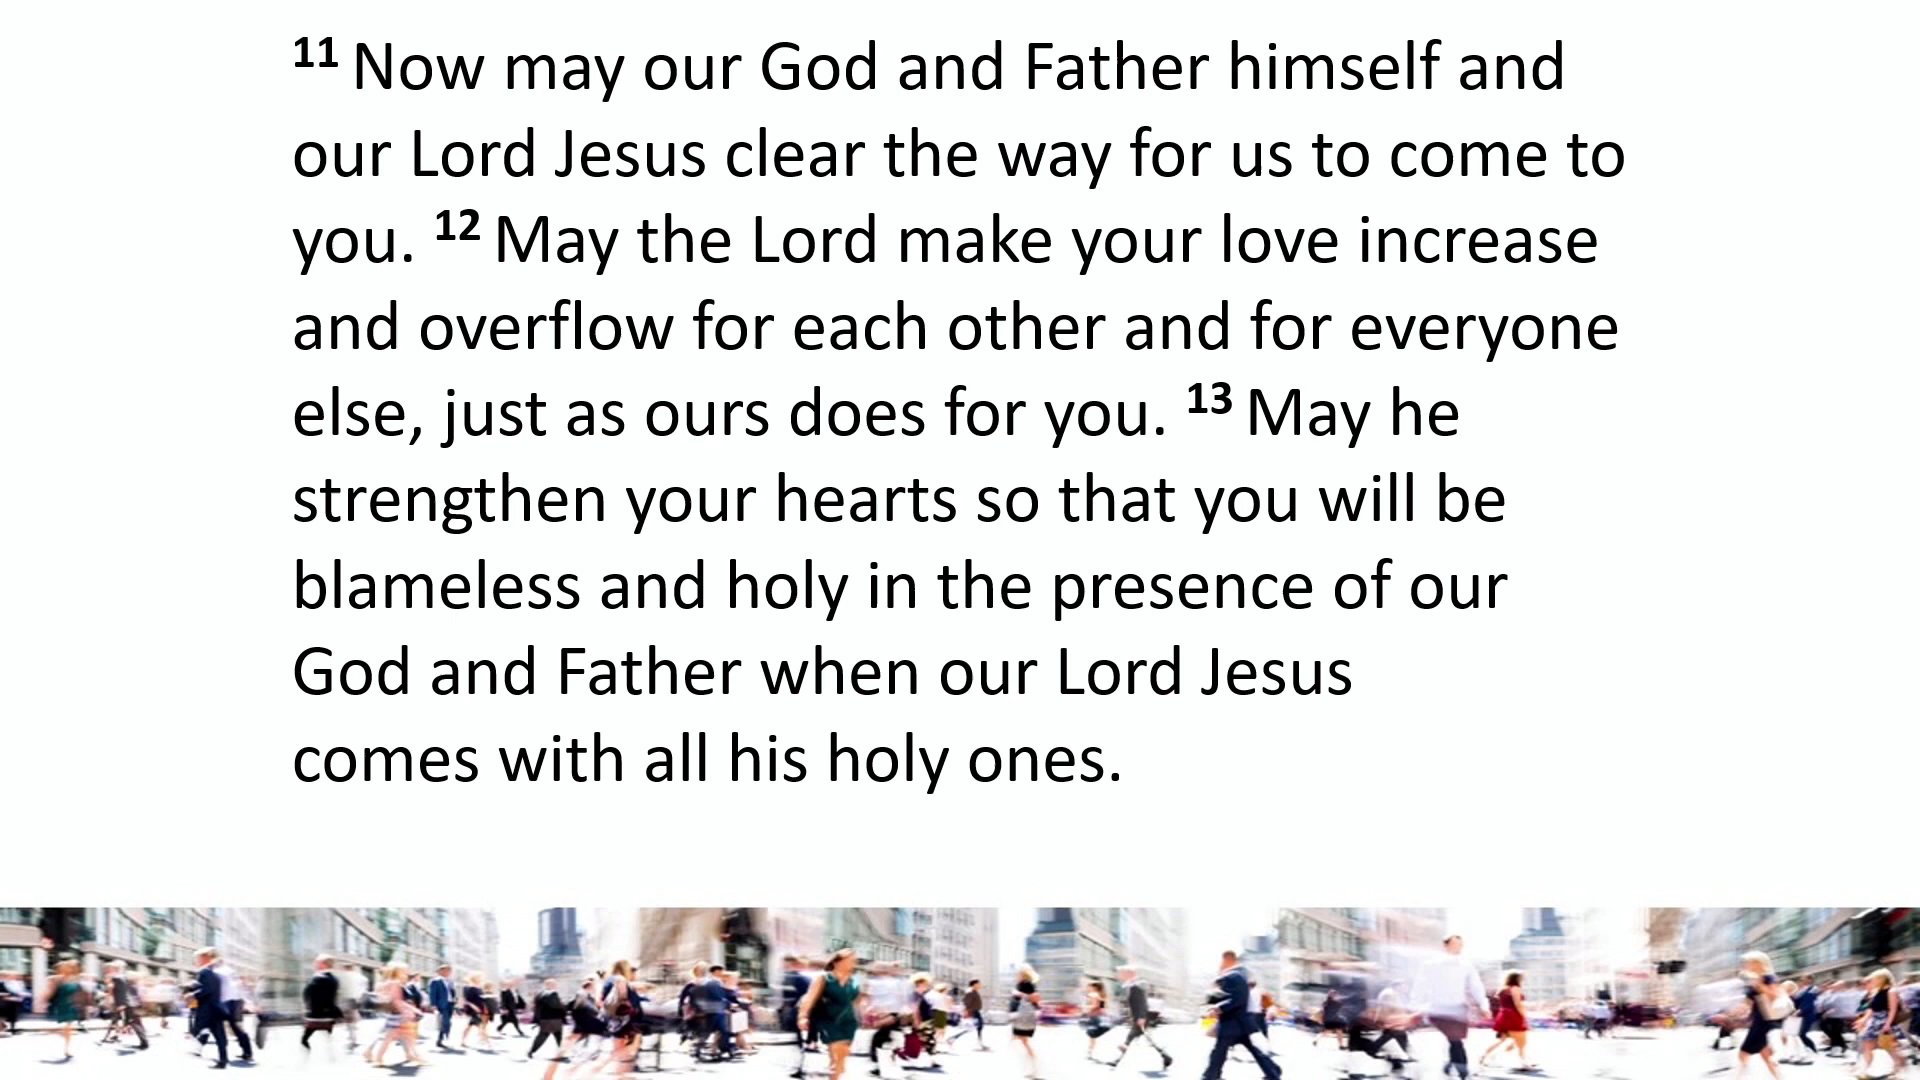 11 Now may our God and Father himself and
our Lord Jesus clear the way for us to come to
you. 12 May the Lord make your love increase
and overflow for each other and for everyone
else, just as ours does for you. 13 May he
strengthen your hearts so that you will be
blameless and holy in the presence of our
God and Father when our Lord Jesus
comes with all his holy ones.